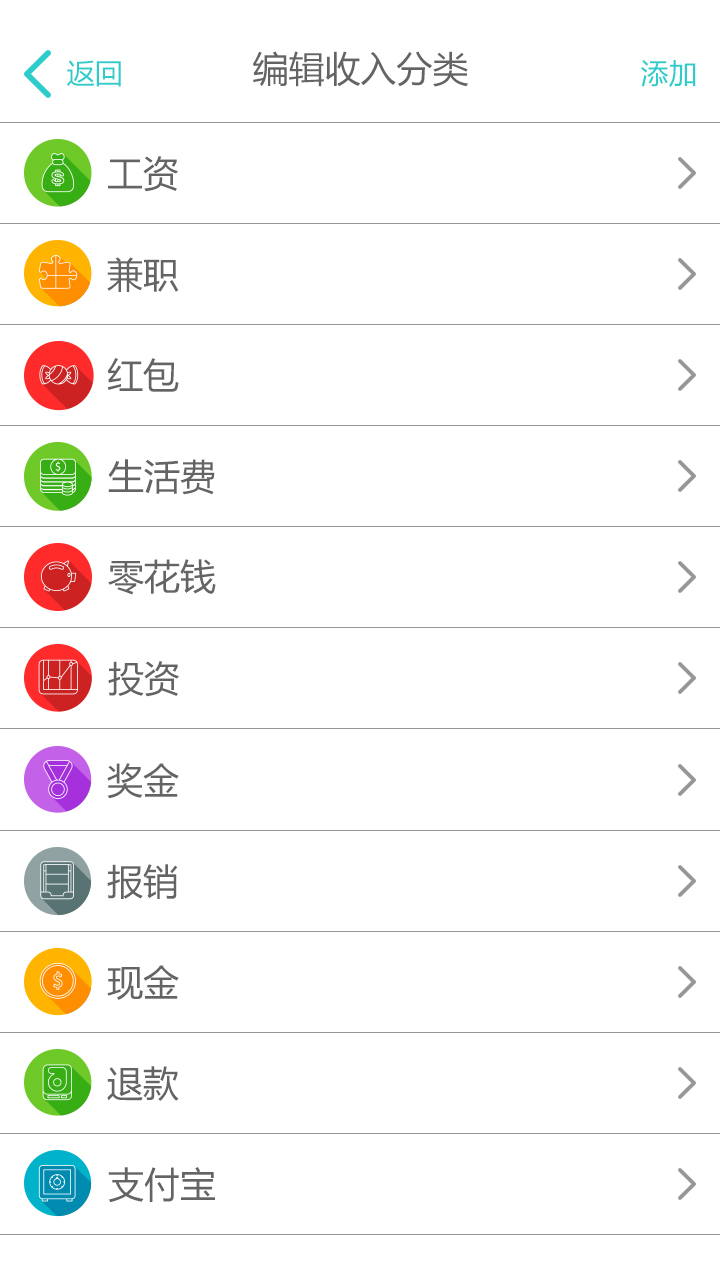 返回
编辑收入分类
添加
工资
兼职
红包
生活费
零花钱
投资
奖金
报销
现金
退款
支付宝